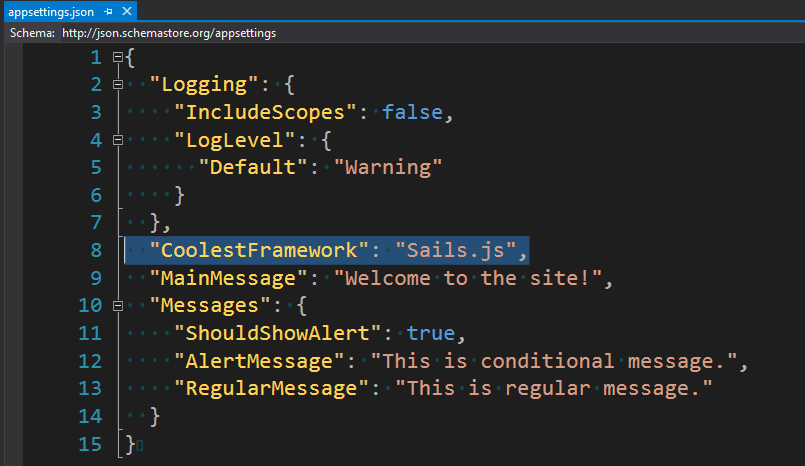 appsettings.json
Schema: http://json.schemastore.org/appsettings
1 {
2   "Logging": {
3     "IncludeScopes": false,
4     "LogLevel": {
5       "Default": "Warning"
6     }
7   },
8   "CoolestFramework": "Sails.js",
9   "MainMessage": "Welcome to the site!",
10   "Messages": {
11     "ShouldShowAlert": true,
12     "AlertMessage": "This is conditional message.",
13     "RegularMessage": "This is regular message."
14   }
15 }